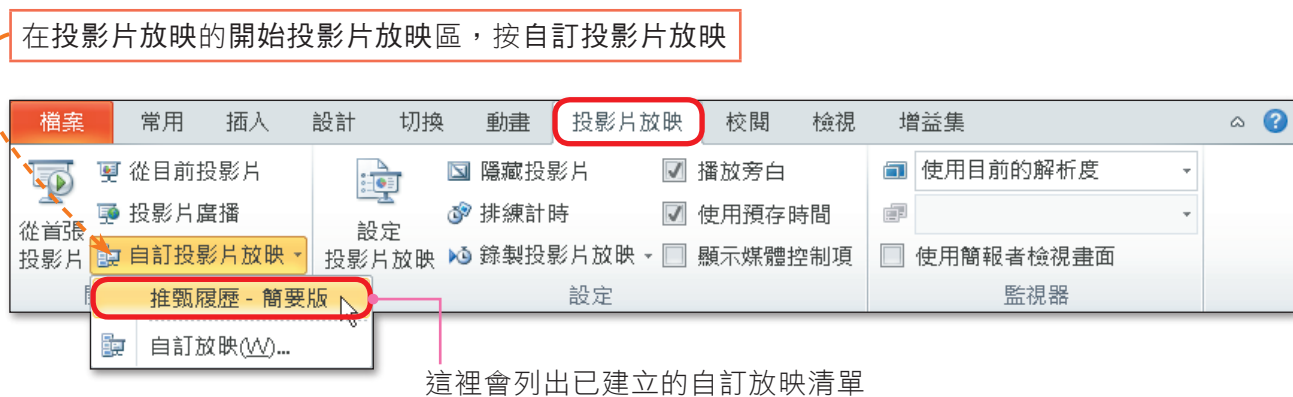 在投影片放映的開始投影片放映區，按自訂投影片放映
檔案 常用 插入 設計 切換 動畫 投影片放映 校閱 檢視 增益集
從首張投影片
從目前投影片
投影片廣播
自訂投影片放映
設定投影片放映
隱藏投影片
排練計時
錄製投影片放映
播放旁白
使用預存時間
顯示媒體控制項
設定
使用目前的解析度
使用簡報者檢視畫面
監視器
推甄履歷 - 簡要版
自訂放映(W)...
這裡會列出已建立的自訂放映清單